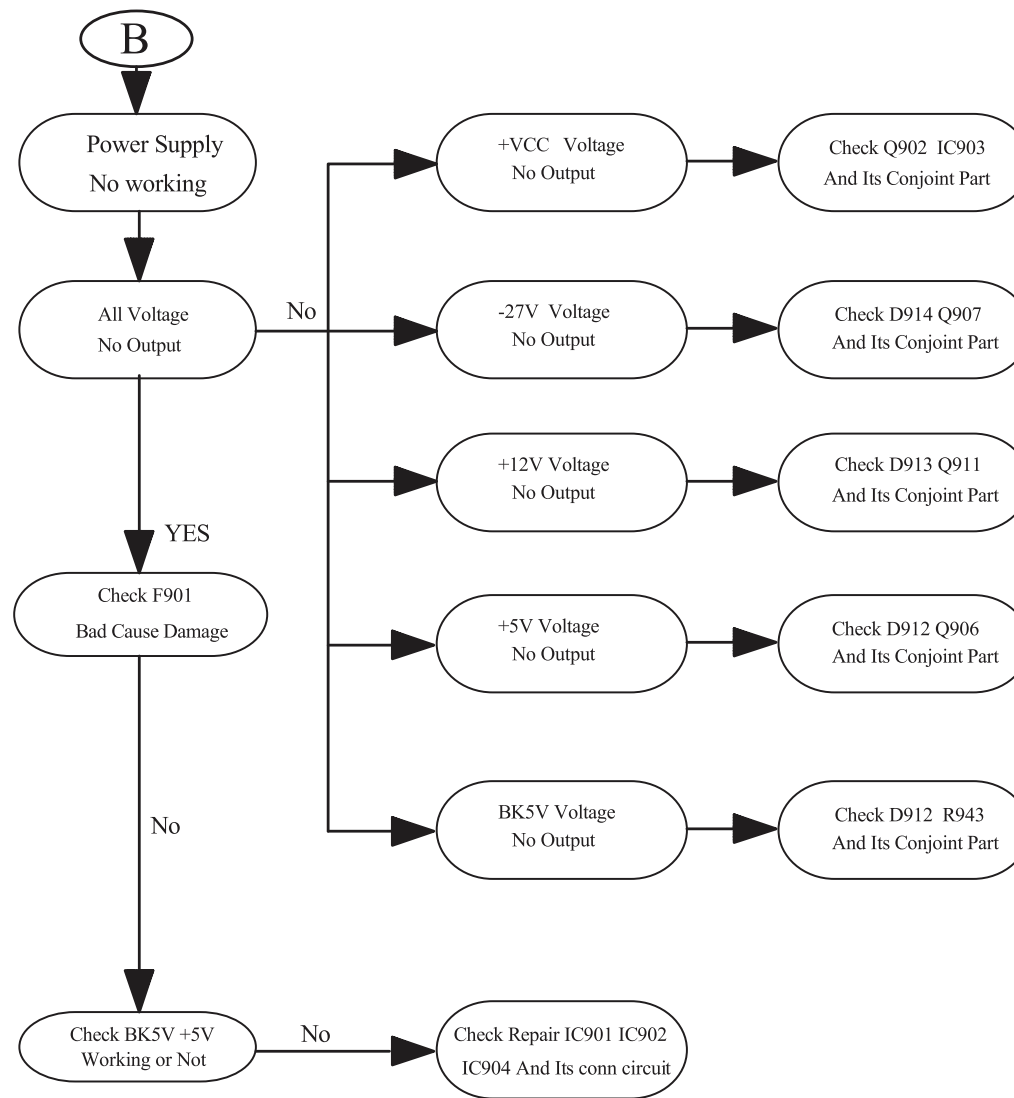 B
Power Supply
No working
All Voltage
No Output
No
YES
Check F901
Bad Cause Damage
No
Check BK5V +5V
Working or Not
No
Check Repair IC901 IC902
IC904 And Its conn circuit
+VCC Voltage
No Output
Check Q902 IC903
And Its Conjoint Part
-27V Voltage
No Output
Check D914 Q907
And Its Conjoint Part
+12V Voltage
No Output
Check D913 Q911
And Its Conjoint Part
+5V Voltage
No Output
Check D912 Q906
And Its Conjoint Part
BK5V Voltage
No Output
Check D912 R943
And Its Conjoint Part